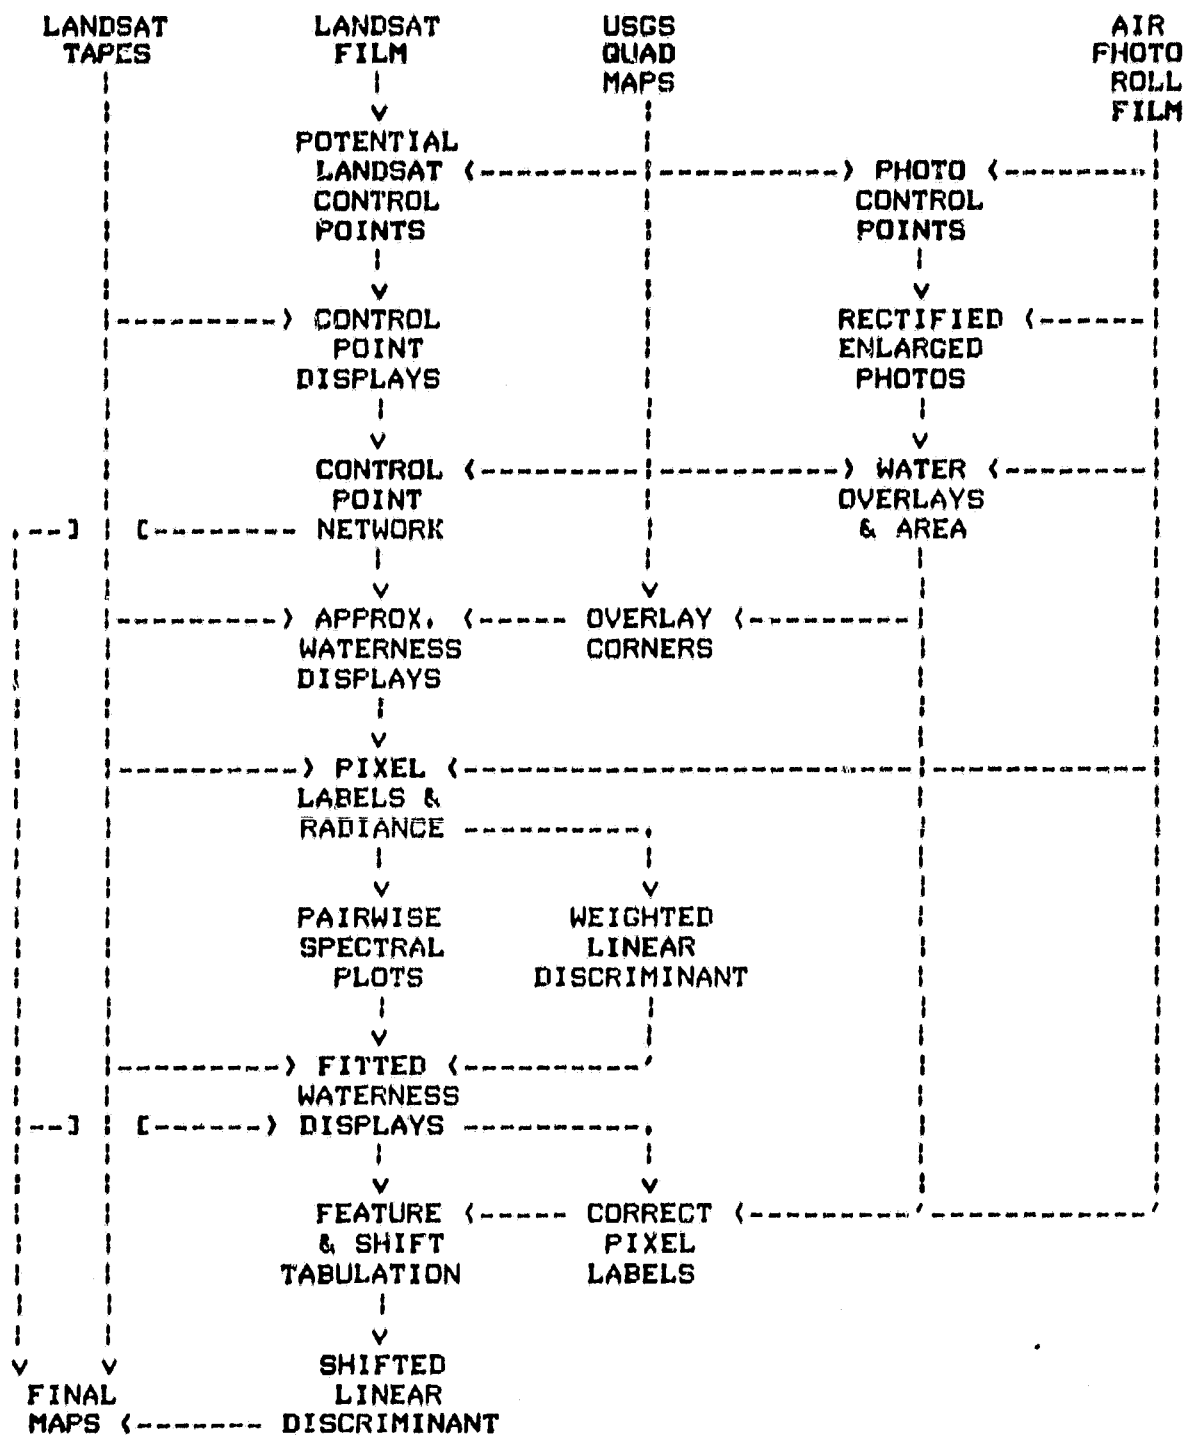 LANDSAT TAPES
LANDSAT FILM
USGS QUAD MAPS
AIR FHOTO ROLL FILM
POTENTIAL LANDSAT CONTROL POINTS
PHOTO CONTROL POINTS
CONTROL POINT DISPLAYS
RECTIFIED ENLARGED PHOTOS
CONTROL POINT NETWORK
WATER OVERLAYS & AREA
APPROX. WATERNESS DISPLAYS
OVERLAY CORNERS
PIXEL LABELS & RADIANCE
PAIRWISE SPECTRAL PLOTS
WEIGHTED LINEAR DISCRIMINANT
FITTED WATERNESS DISPLAYS
FEATURE & SHIFT TABULATION
CORRECT PIXEL LABELS
SHIFTED LINEAR DISCRIMINANT
FINAL MAPS